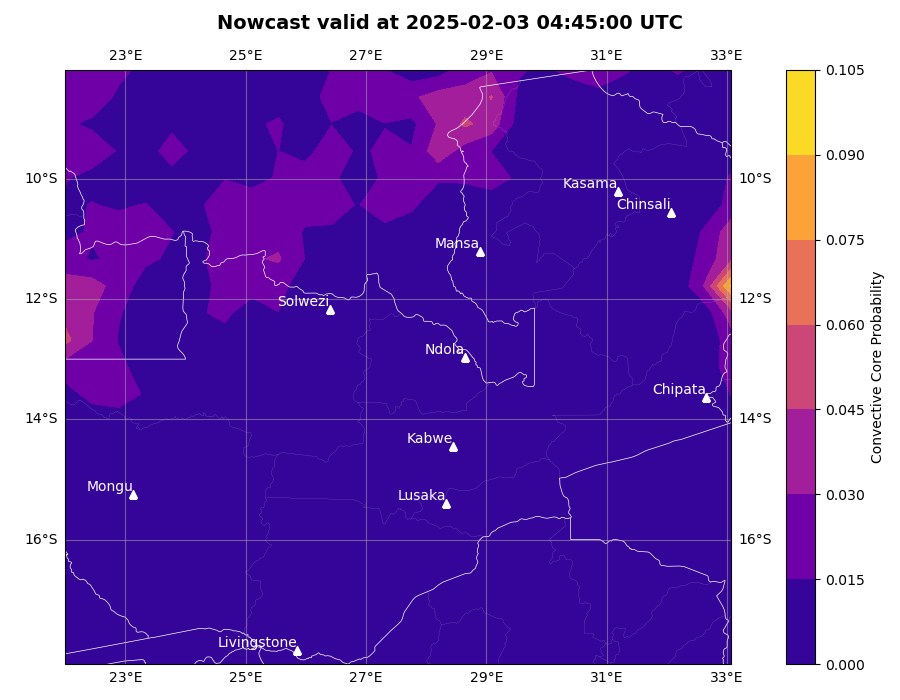 Nowcast valid at 2025-02-03 04:45:00 UTC
23°E 25°E 27°E 29°E 31°E 33°E
0.105
0.090
10°S Kasama 10°S
Chinsali
0.075
Mansa
12°S Solwezi 12°S
0.060
Ndola
Chipata
0.045
14°S 14°S
Kabwe
Mongu Lusaka
0.030
16°S 16°S
0.015
Livingstone
0.000
23°E 25°E 27°E 29°E 31°E 33°E
Convective Core Probability